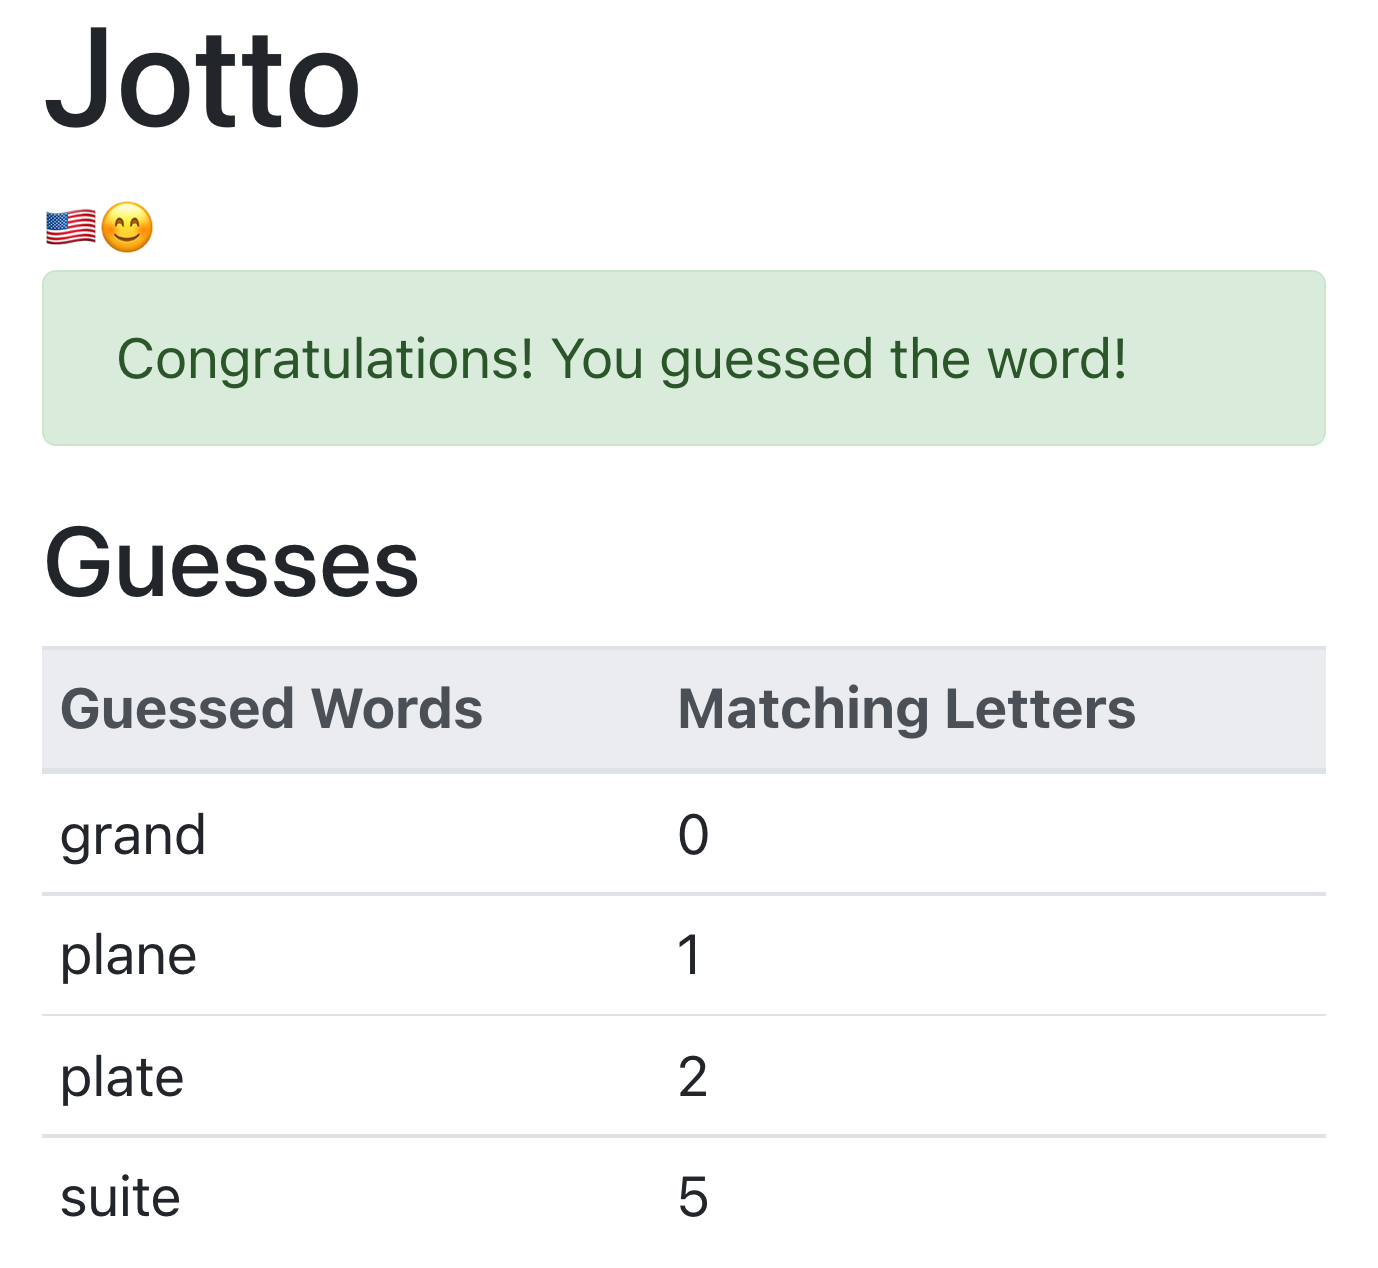 Jotto
🇺🇸😊
Congratulations! You guessed the word!
Guesses
Guessed Words Matching Letters
grand 0
plane 1
plate 2
suite 5